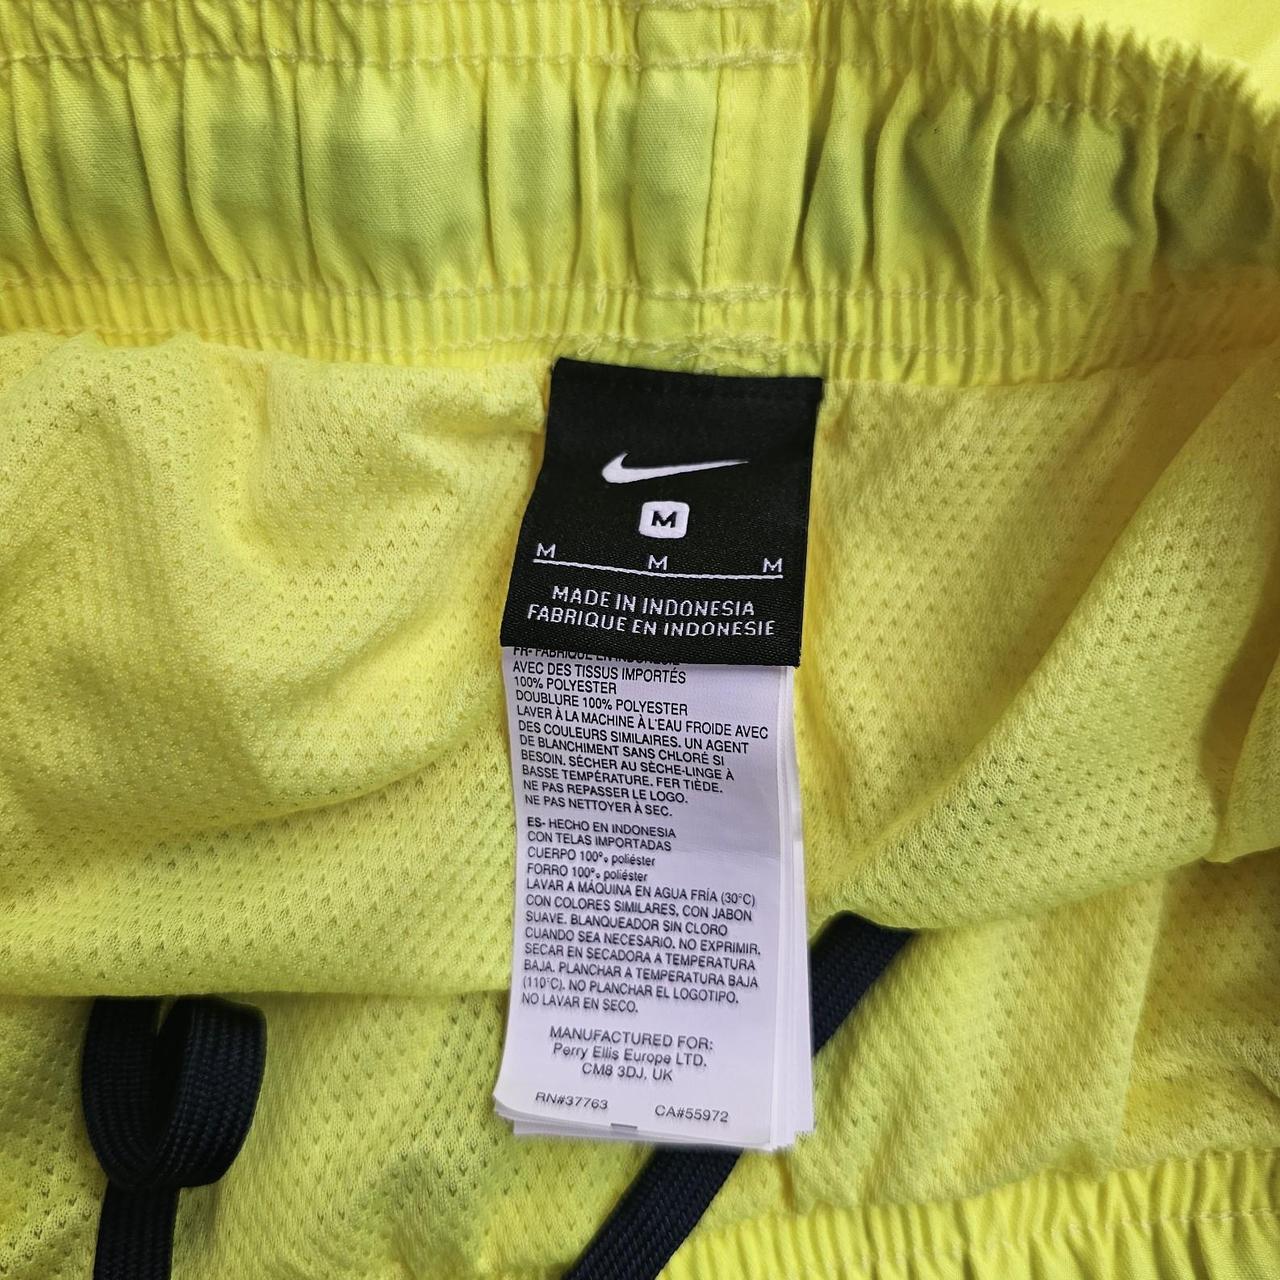 M
M M M
MADE IN INDONESIA
FABRIQUE EN INDONESIE
FR- FABRIQUÉ EN INDONÉSIE
AVEC DES TISSUS IMPORTÉS
100% POLYESTER
DOUBLURE 100% POLYESTER
LAVER À LA MACHINE À L'EAU FROIDE AVEC
DES COULEURS SIMILAIRES. UN AGENT
DE BLANCHIMENT SANS CHLORÉ SI
BESOIN. SÉCHER AU SÈCHE-LINGE À
BASSE TEMPÉRATURE. FER TIÈDE.
NE PAS REPASSER LE LOGO.
NE PAS NETTOYER À SEC.
ES- HECHO EN INDONESIA
CON TELAS IMPORTADAS
CUERPO 100% poliéster
FORRO 100% poliéster
LAVAR A MÁQUINA EN AGUA FRÍA (30°C)
CON COLORES SIMILARES, CON JABON
SUAVE. BLANQUEADOR SIN CLORO
CUANDO SEA NECESARIO. NO EXPRIMIR.
SECAR EN SECADORA A TEMPERATURA
BAJA. PLANCHAR A TEMPERATURA BAJA
(110°C). NO PLANCHAR EL LOGOTIPO.
NO LAVAR EN SECO.
MANUFACTURED FOR:
Perry Ellis Europe LTD.
CM8 3DJ, UK
RN#37763 CA#55972